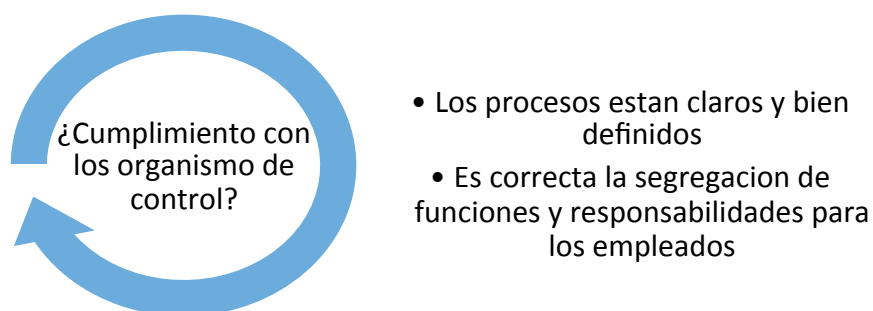 ¿Cumplimiento con
los organismo de
control?
• Los procesos estan claros y bien
definidos
• Es correcta la segregacion de
funciones y responsabilidades para
los empleados